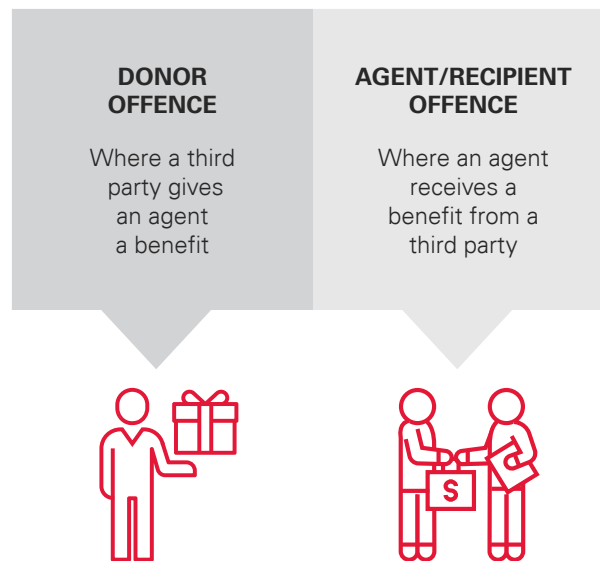 DONOR
OFFENCE
Where a third
party gives
an agent
a benefit
AGENT/RECIPIENT
OFFENCE
Where an agent
receives a
benefit from a
third party
S